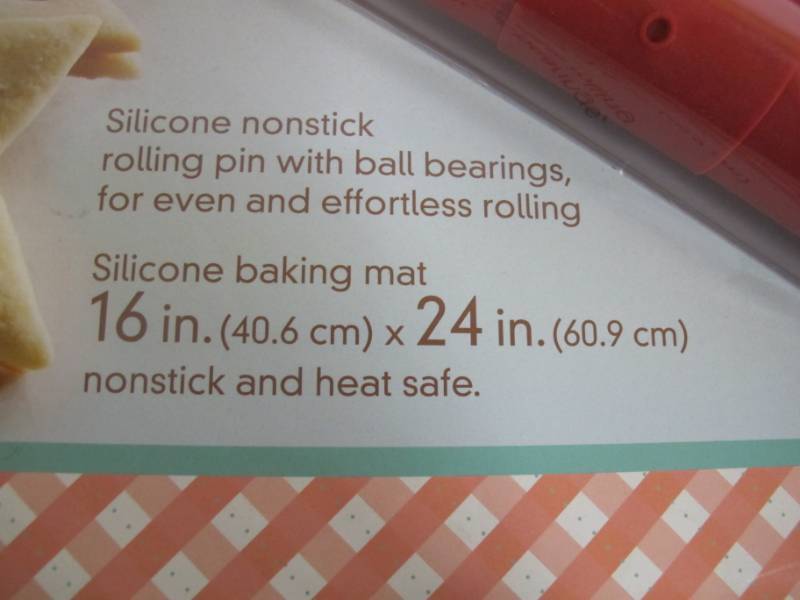 Silicone nonstick
rolling pin with ball bearings,
for even and effortless rolling
Silicone baking mat
16 in. (40.6 cm) x 24 in. (60.9 cm)
nonstick and heat safe.